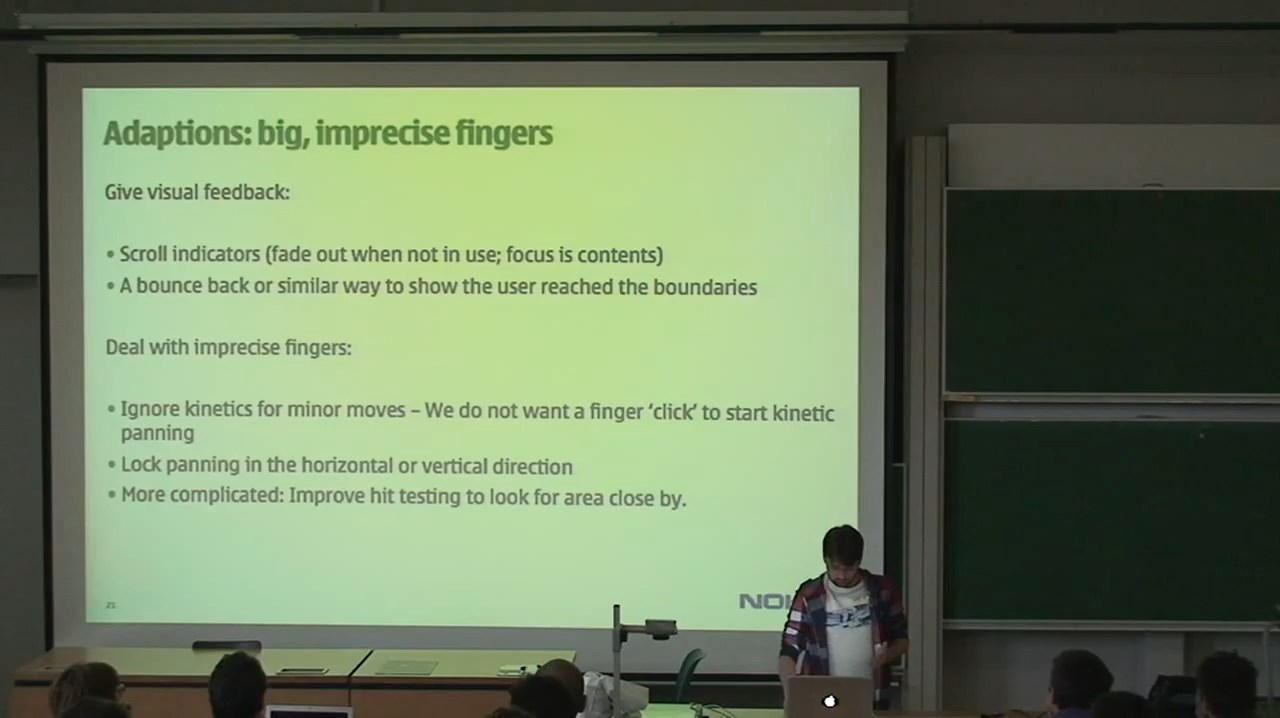 Adaptions: big, imprecise fingers
Give visual feedback:
• Scroll indicators (fade out when not in use; focus is contents)
• A bounce back or similar way to show the user reached the boundaries
Deal with imprecise fingers:
• Ignore kinetics for minor moves – We do not want a finger ‘click’ to start kinetic
panning
• Lock panning in the horizontal or vertical direction
• More complicated: Improve hit testing to look for area close by.
21